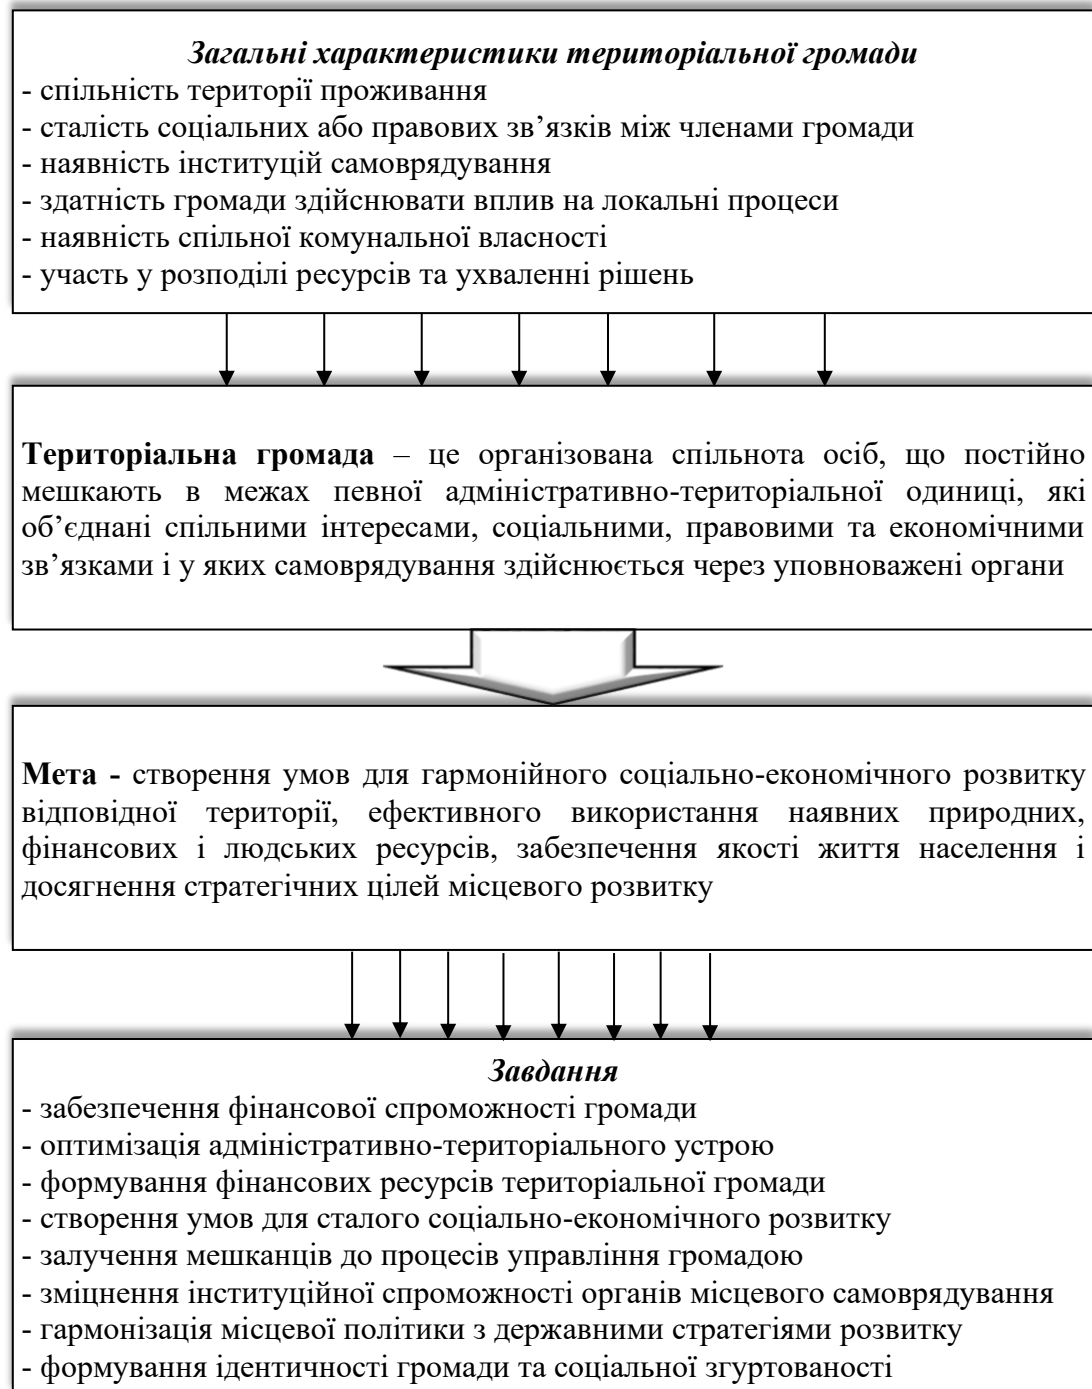 Загальні характеристики територіальної громади
- спільність території проживання
- сталість соціальних або правових зв’язків між членами громади
- наявність інституцій самоврядування
- здатність громади здійснювати вплив на локальні процеси
- наявність спільної комунальної власності
- участь у розподілі ресурсів та ухваленні рішень
Територіальна громада – це організована спільнота осіб, що постійно
мешкають в межах певної адміністративно-територіальної одиниці, які
об’єднані спільними інтересами, соціальними, правовими та економічними
зв’язками і у яких самоврядування здійснюється через уповноважені органи
Мета - створення умов для гармонійного соціально-економічного розвитку
відповідної території, ефективного використання наявних природних,
фінансових і людських ресурсів, забезпечення якості життя населення і
досягнення стратегічних цілей місцевого розвитку
Завдання
- забезпечення фінансової спроможності громади
- оптимізація адміністративно-територіального устрою
- формування фінансових ресурсів територіальної громади
- створення умов для сталого соціально-економічного розвитку
- залучення мешканців до процесів управління громадою
- зміцнення інституційної спроможності органів місцевого самоврядування
- гармонізація місцевої політики з державними стратегіями розвитку
- формування ідентичності громади та соціальної згуртованості